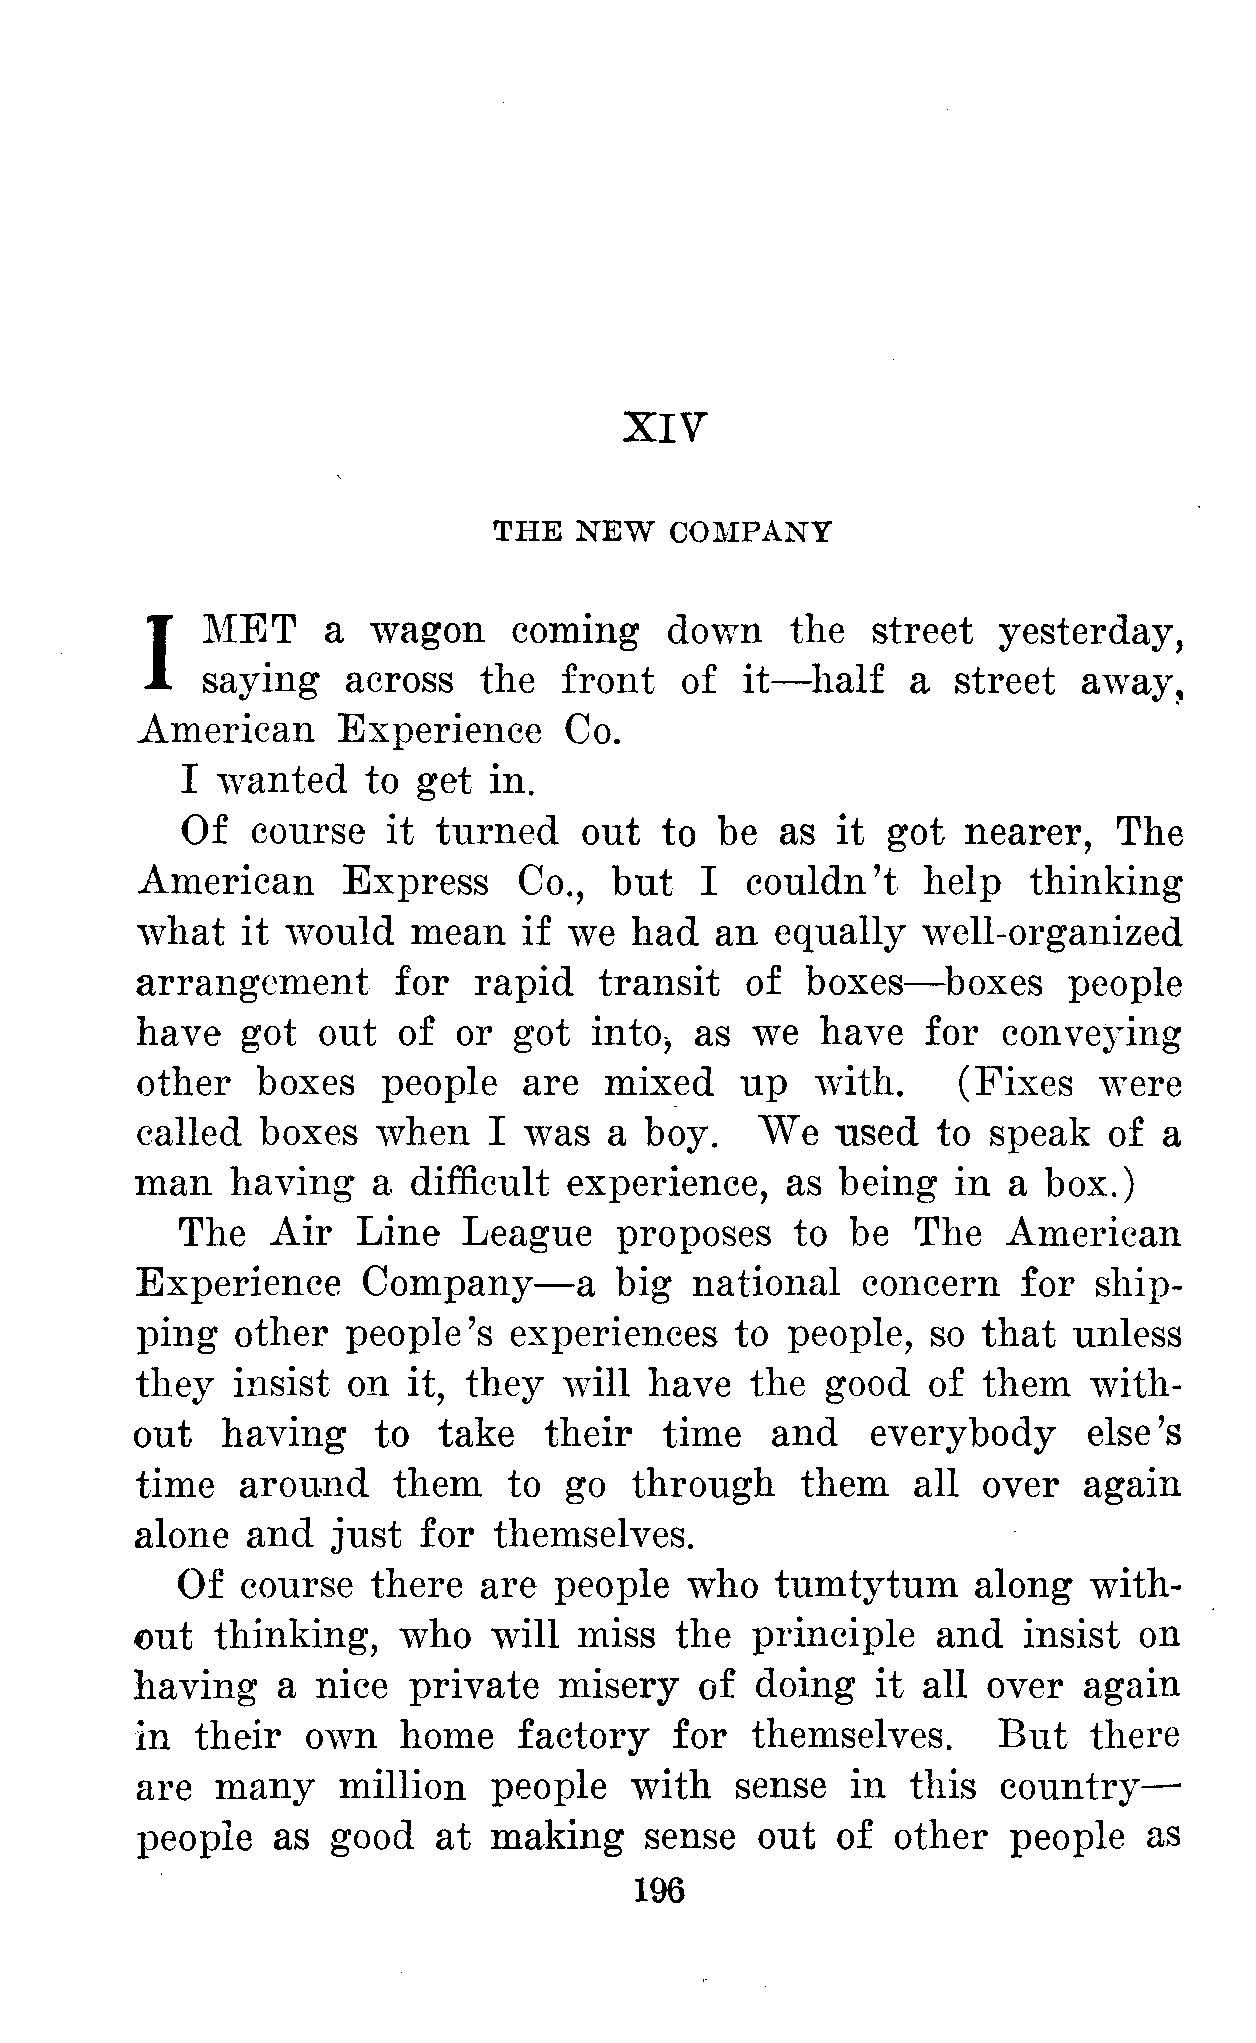 XIV
THE NEW COMPANY
I MET a wagon coming down the street yesterday,
saying across the front of it—half a street away,
American Experience Co.
I wanted to get in.
Of course it turned out to be as it got nearer, The
American Express Co., but I couldn't help thinking
what it would mean if we had an equally well-organized
arrangement for rapid transit of boxes—boxes people
have got out of or got into, as we have for conveying
other boxes people are mixed up with. (Fixes were
called boxes when I was a boy. We used to speak of a
man having a difficult experience, as being in a box.)
The Air Line League proposes to be The American
Experience Company—a big national concern for ship-
ping other people's experiences to people, so that unless
they insist on it, they will have the good of them with-
out having to take their time and everybody else's
time around them to go through them all over again
alone and just for themselves.
Of course there are people who tumtytum along with-
out thinking, who will miss the principle and insist on
having a nice private misery of doing it all over again
in their own home factory for themselves. But there
are many million people with sense in this country—
people as good at making sense out of other people as
196